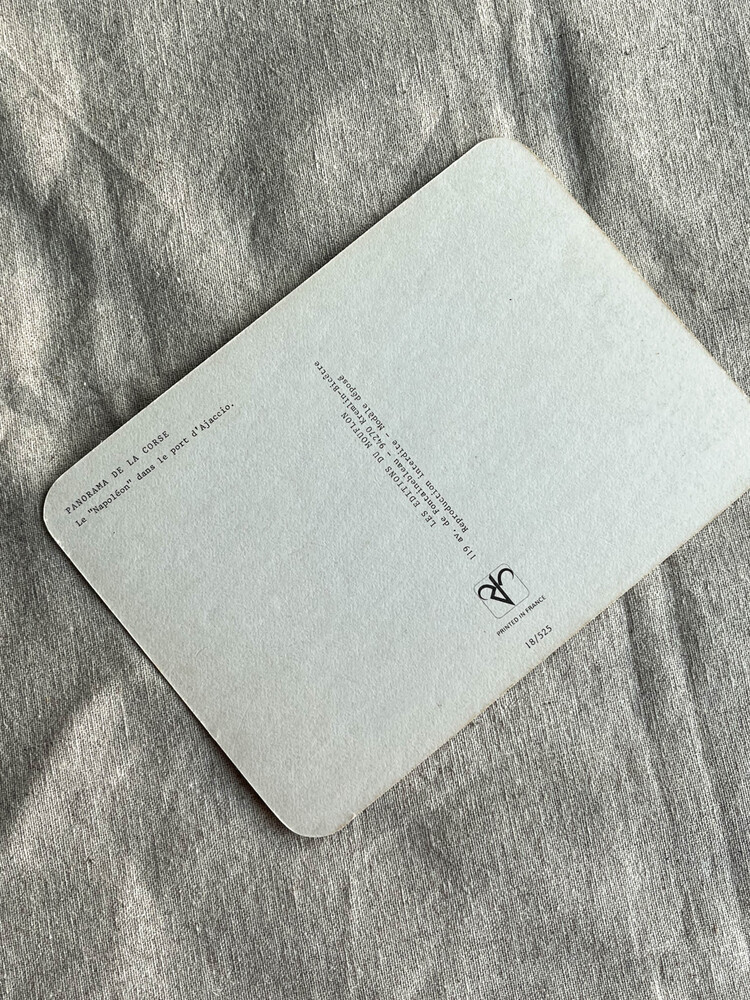 PANORAMA DE LA CORSE
Le "Napoléon" dans le port d'Ajaccio.
LES EDITIONS DU MOUFLON
119 av. de Fontainebleau - 94270 Kremlin-Bicêtre
Reproduction interdite - Modèle déposé
PRINTED IN FRANCE
18/525